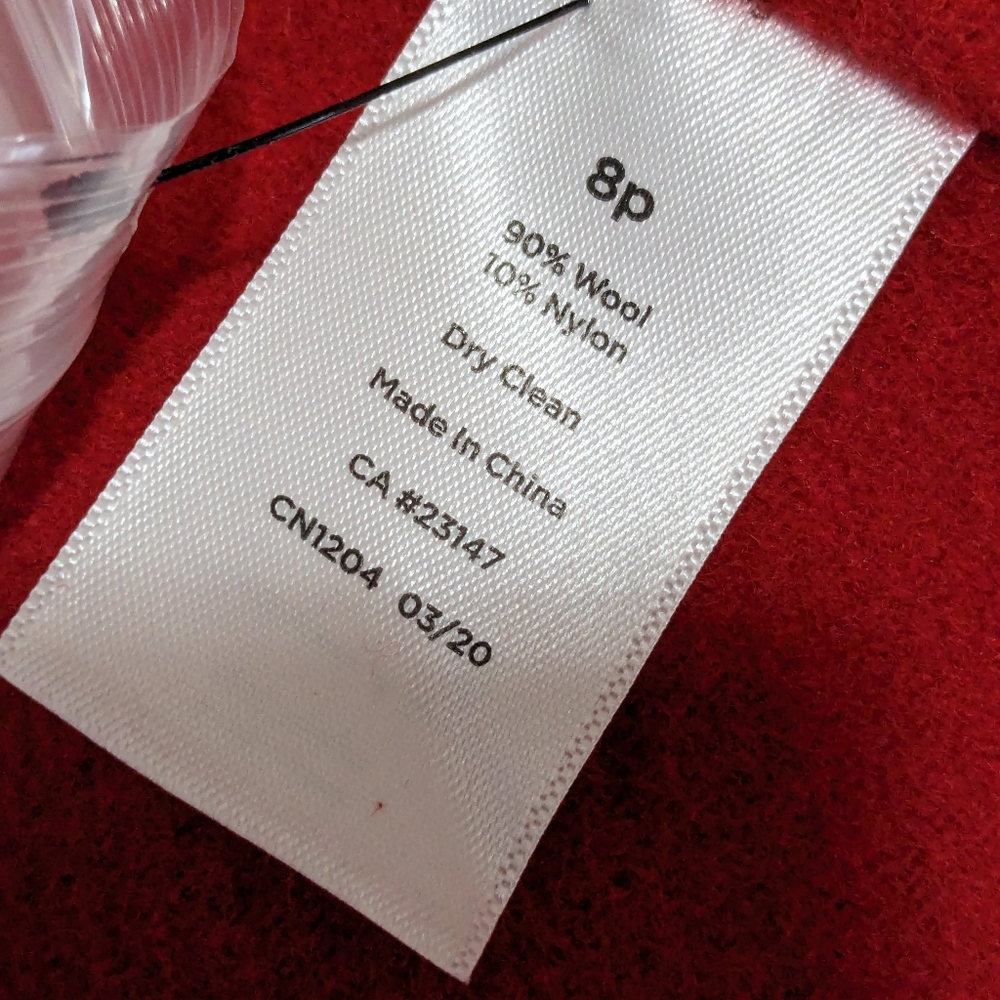 8p
90% Wool
10% Nylon
Dry Clean
Made In China
CA #23147
CN1204 03/20